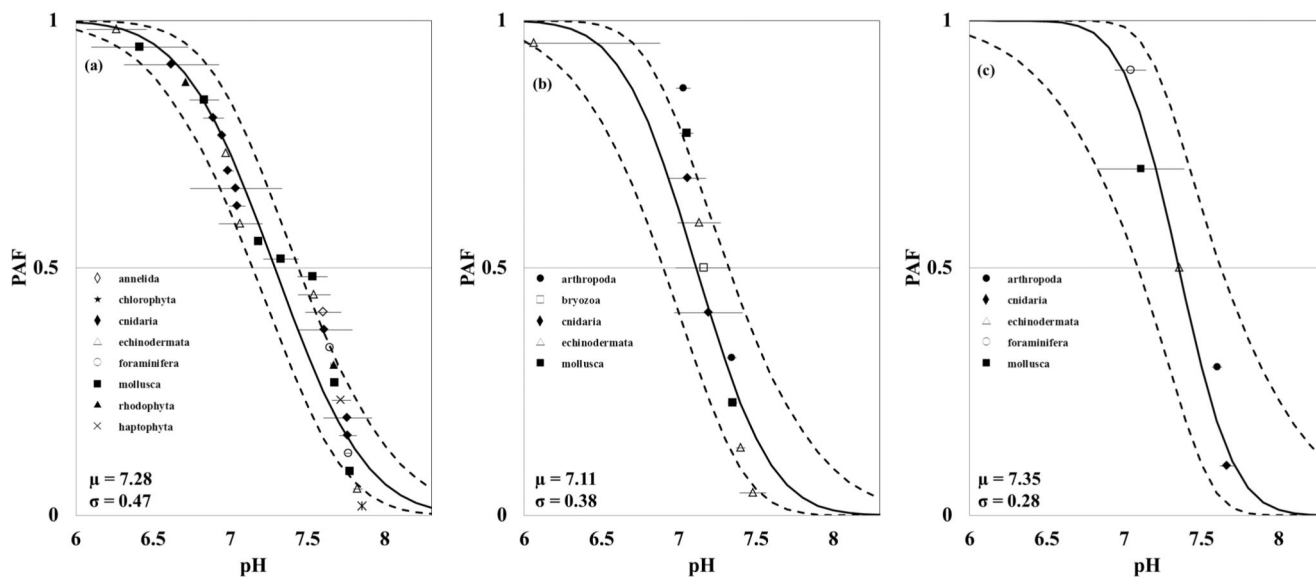 1
(a)
PAF
0.5
annelida
chlorophyta
cnidaria
echinodermata
foraminifera
mollusca
rhodophyta
haptophyta
μ = 7.28
σ = 0.47
0
6
6.5
7
7.5
8
pH
1
(b)
PAF
0.5
arthropoda
bryozoa
cnidaria
echinodermata
mollusca
μ = 7.11
σ = 0.38
0
6
6.5
7
7.5
8
pH
1
(c)
PAF
0.5
arthropoda
cnidaria
echinodermata
foraminifera
mollusca
μ = 7.35
σ = 0.28
0
6
6.5
7
7.5
8
pH